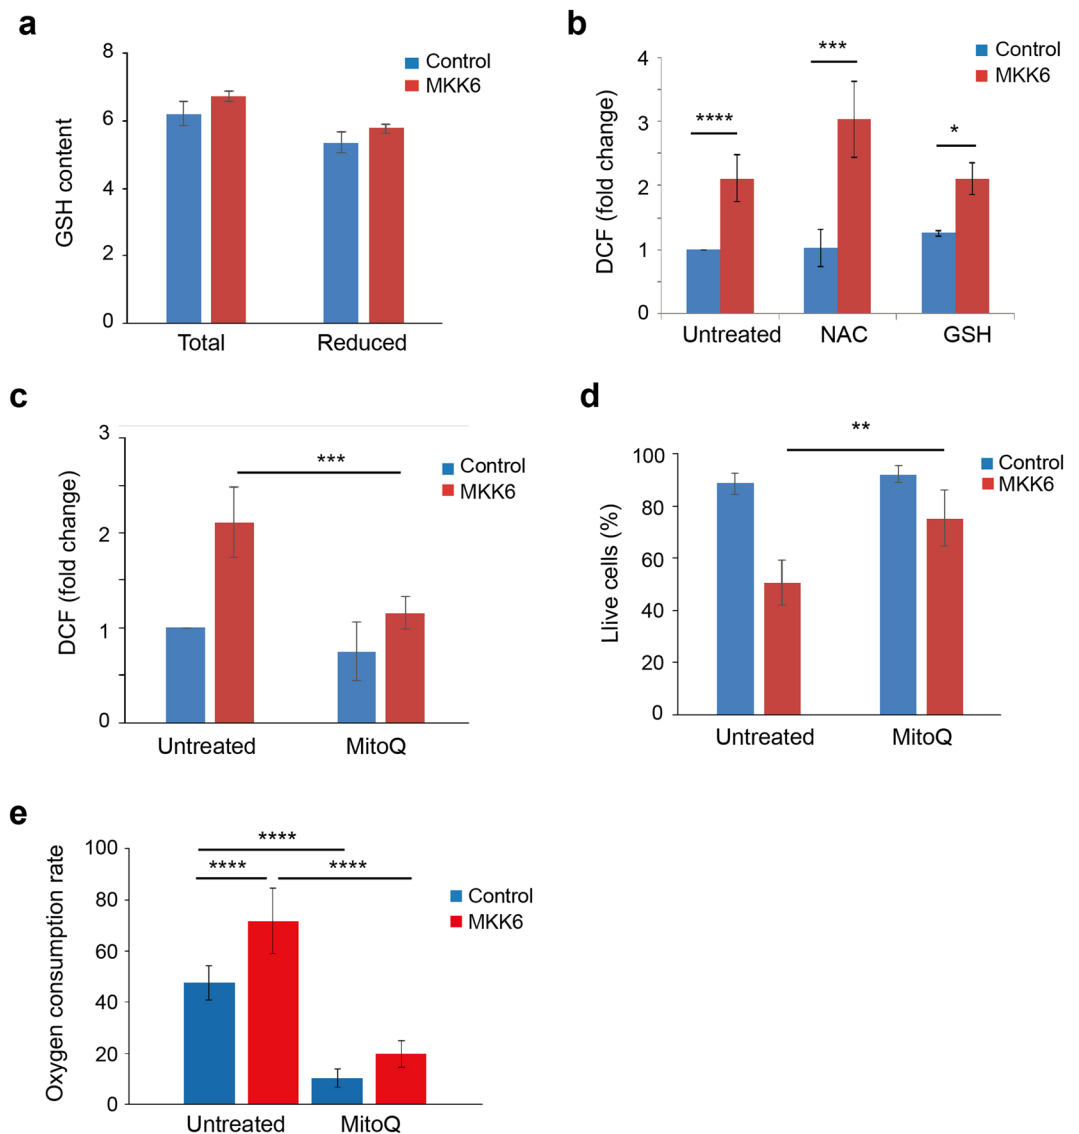 a
8
6
4
2
0
GSH content
Control
MKK6
Total Reduced
b
4
3
2
1
0
DCF (fold change)
Control
MKK6
****
***
*
Untreated NAC GSH
c
3
2
1
0
DCF (fold change)
***
Control
MKK6
Untreated MitoQ
d
100
80
60
40
20
0
Llive cells (%)
**
Control
MKK6
Untreated MitoQ
e
100
80
60
40
20
0
Oxygen consumption rate
****
**** ****
Control
MKK6
Untreated MitoQ